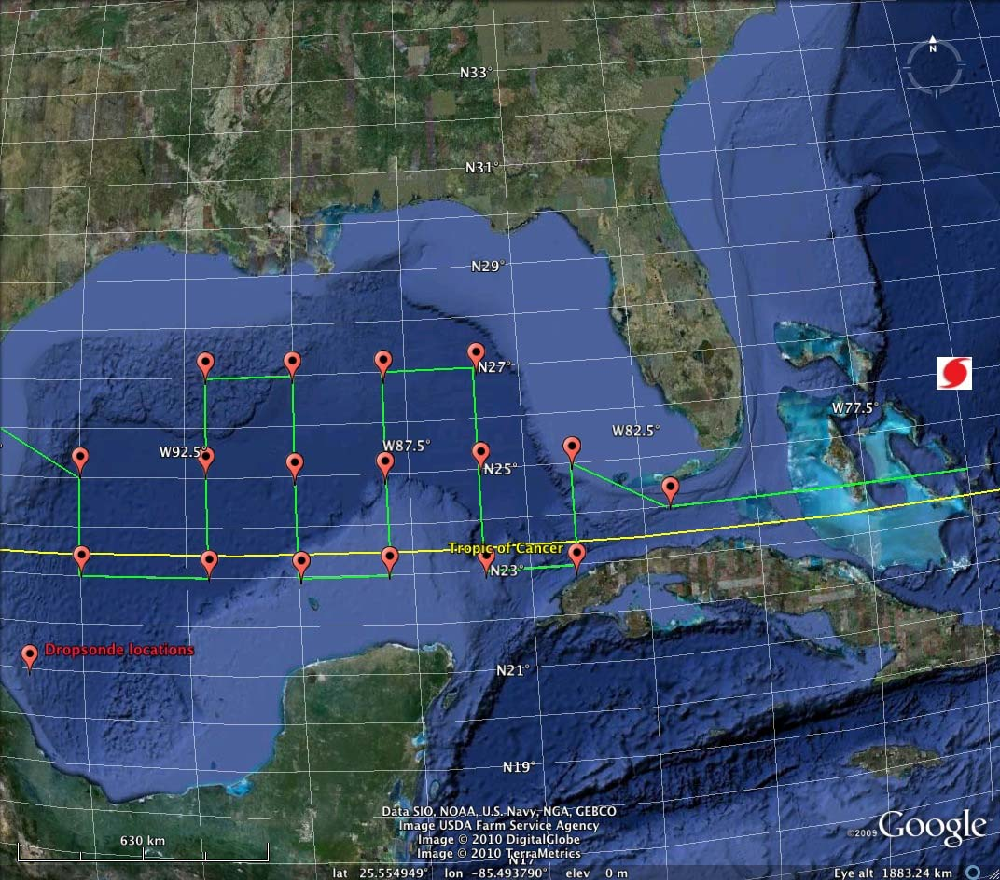 N
N33°
N31°
N29°
N27°
W77.5°
W82.5°
W87.5°
W92.5°
N25°
Tropic of Cancer
N23°
Dropsonde locations
N21°
N19°
Data SIO, NOAA, U.S. Navy, NGA, GEBCO
Image USDA Farm Service Agency
Image © 2010 DigitalGlobe
Image © 2010 TerraMetrics
©2009 Google
630 km
N17
lat 25.554949° lon -85.493790° elev 0 m
Eye alt 1883.24 km